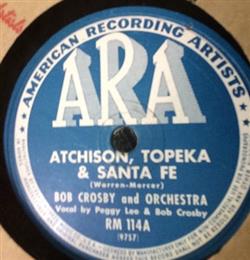 AMERICAN RECORDING ARTISTS
ARA
ATCHISON, TOPEKA
& SANTA FE
(Warren-Mercer)
BOB CROSBY and ORCHESTRA
Vocal by Peggy Lee & Bob Crosby
RM 114A
(9757)